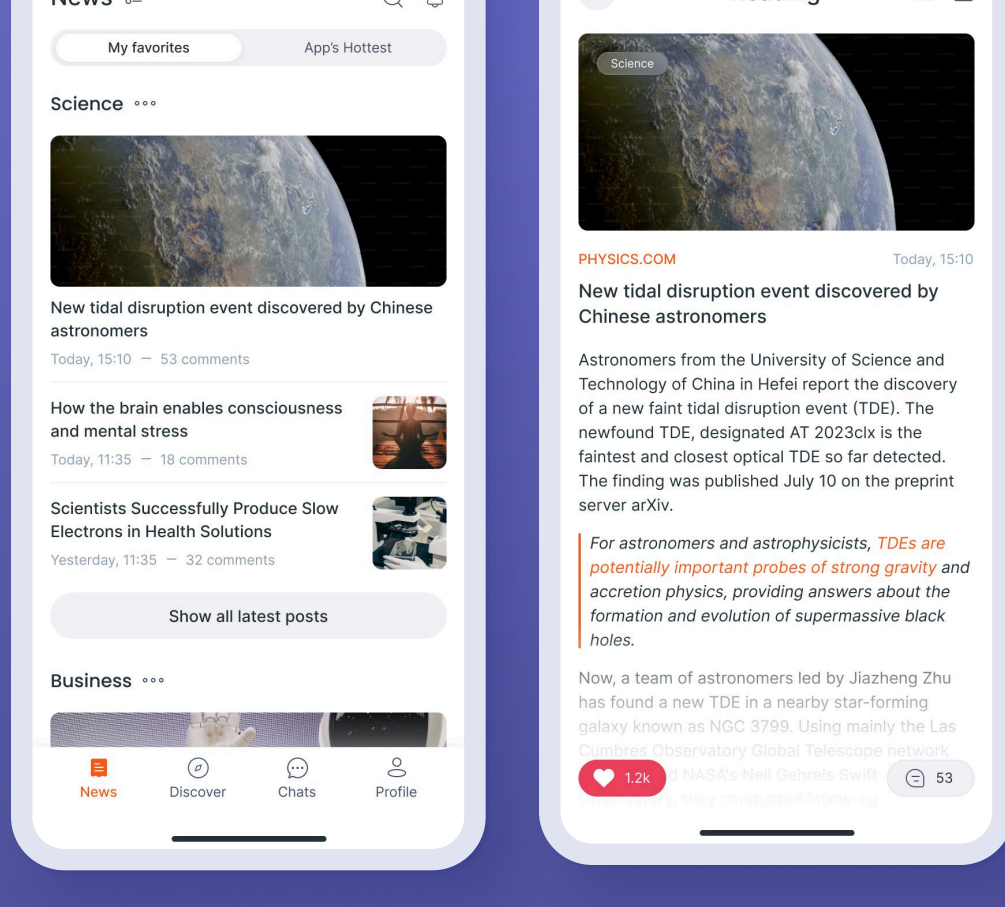 News
My favorites
App's Hottest
Science
New tidal disruption event discovered by Chinese
astronomers
Today, 15:10 — 53 comments
How the brain enables consciousness
and mental stress
Today, 11:35 — 18 comments
Scientists Successfully Produce Slow
Electrons in Health Solutions
Yesterday, 11:35 — 32 comments
Show all latest posts
Business
News
Discover
Chats
Profile
Science
PHYSICS.COM
Today, 15:10
New tidal disruption event discovered by
Chinese astronomers
Astronomers from the University of Science and
Technology of China in Hefei report the discovery
of a new faint tidal disruption event (TDE). The
newfound TDE, designated AT 2023clx is the
faintest and closest optical TDE so far detected.
The finding was published July 10 on the preprint
server arXiv.
For astronomers and astrophysicists, TDEs are
potentially important probes of strong gravity and
accretion physics, providing answers about the
formation and evolution of supermassive black
holes.
Now, a team of astronomers led by Jiazheng Zhu
has found a new TDE in a nearby star-forming
galaxy known as NGC 3799. Using mainly the Las
Cumbres Observatory Global Telescope network
NASA's Neil Gehrels Swift
Observatory, they conducted follow-up
1.2k
53